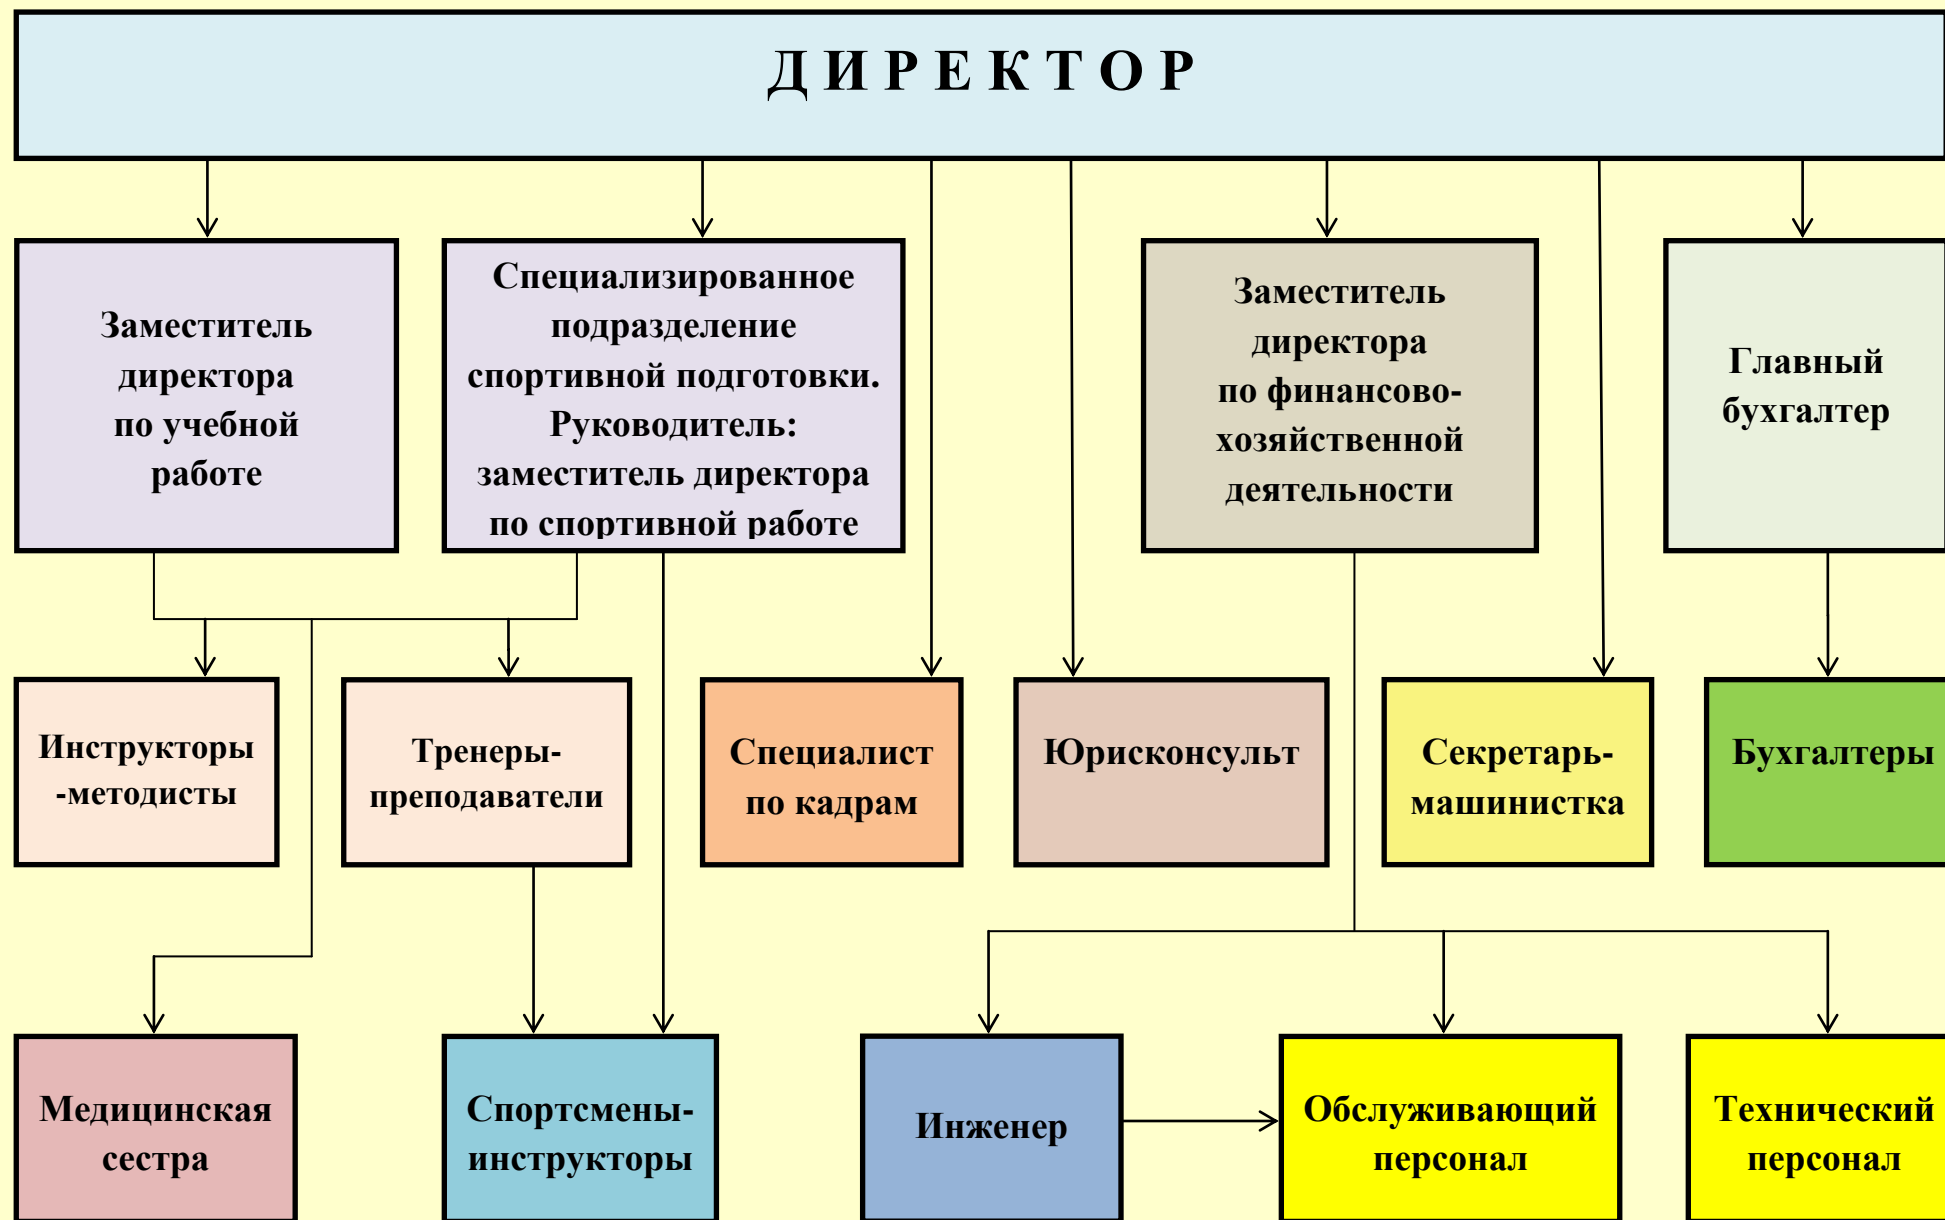 Д И Р Е К Т О Р
Заместитель
директора
по учебной
работе
Специализированное
подразделение
спортивной подготовки.
Руководитель:
заместитель директора
по спортивной работе
Заместитель
директора
по финансово-
хозяйственной
деятельности
Главный
бухгалтер
Инструкторы
-методисты
Тренеры-
преподаватели
Специалист
по кадрам
Юрисконсульт
Секретарь-
машинистка
Бухгалтеры
Медицинская
сестра
Спортсмены-
инструкторы
Инженер
Обслуживающий
персонал
Технический
персонал